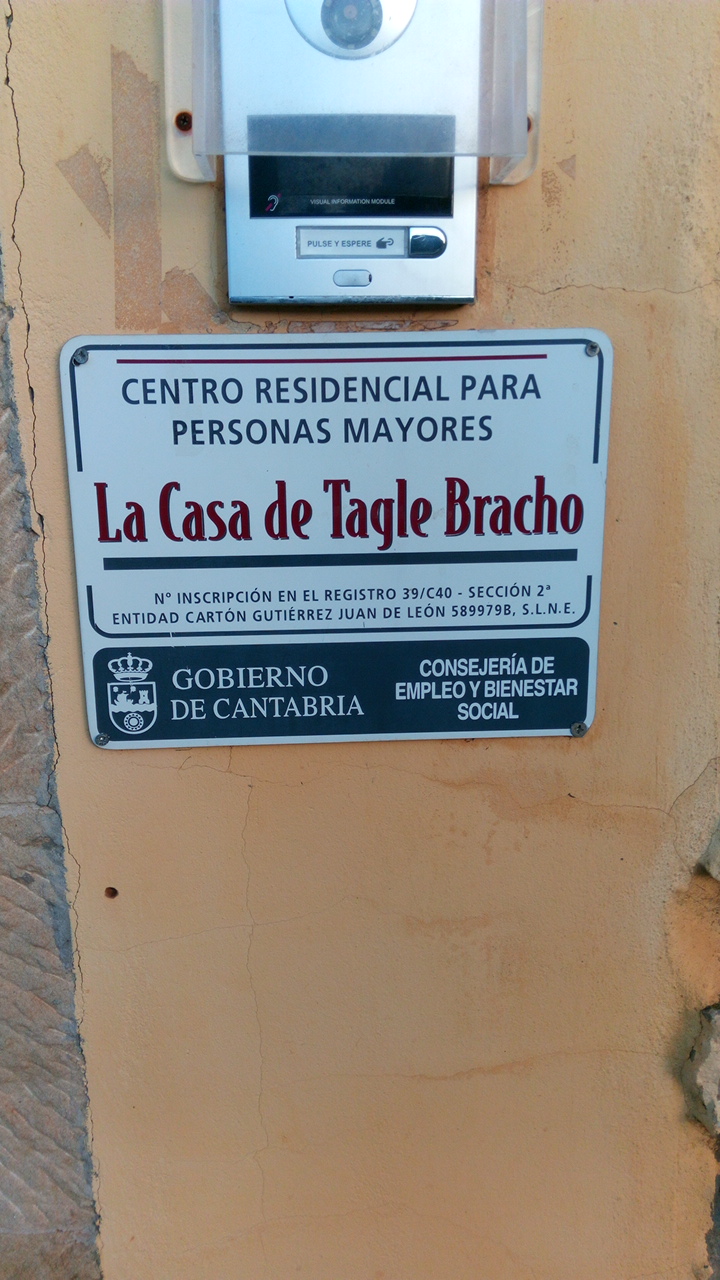 VISUAL INFORMATION MODULE
PULSE Y ESPERE
CENTRO RESIDENCIAL PARA
PERSONAS MAYORES
La Casa de Tagle Bracho
Nº INSCRIPCIÓN EN EL REGISTRO 39/C40 - SECCIÓN 2ª
ENTIDAD CARTÓN GUTIÉRREZ JUAN DE LEÓN 589979B, S.L.N.E.
GOBIERNO
DE CANTABRIA
CONSEJERÍA DE
EMPLEO Y BIENESTAR
SOCIAL